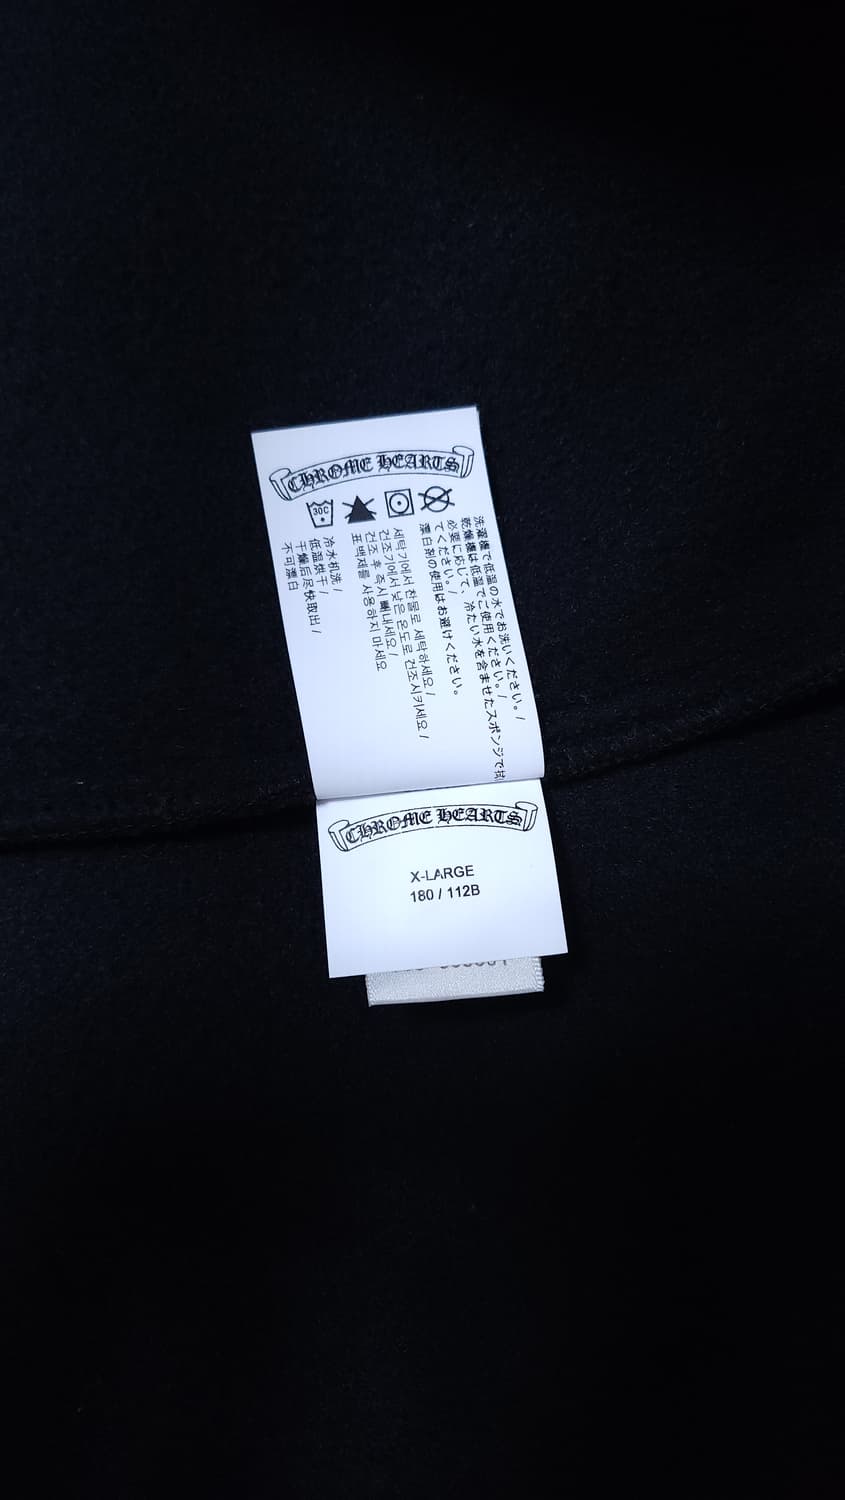 CHROME HEARTS
30C
洗濯機で低温の水でお洗いください。/
乾燥機は低温でご使用ください。/
必要に応じて、冷たい水を含ませたスポンジで拭
てください。/
漂白剤の使用はお避けください。
세탁기에서 찬물로 세탁하세요 /
건조기에서 낮은 온도로 건조시키세요 /
건조 후 즉시 빼내세요 /
표백제를 사용하지 마세요
冷水机洗 /
低温烘干 /
干燥后尽快取出 /
不可漂白
CHROME HEARTS
X-LARGE
180 / 112B